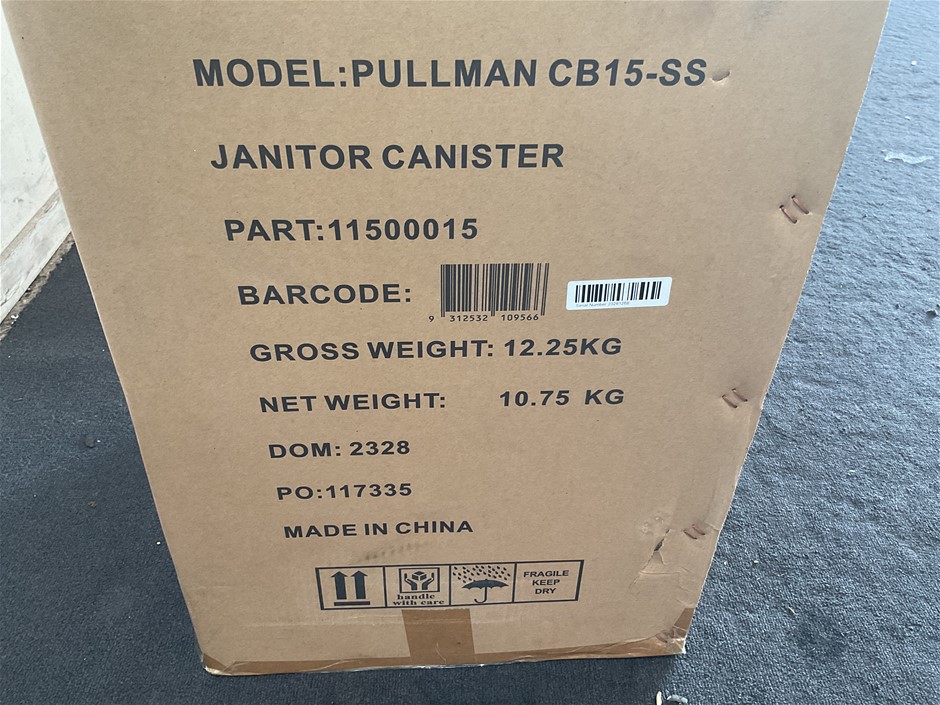 MODEL:PULLMAN CB15-SS
JANITOR CANISTER
PART:11500015
BARCODE:
9 312532 109566
GROSS WEIGHT: 12.25KG
NET WEIGHT: 10.75 KG
DOM: 2328
PO:117335
MADE IN CHINA
handle
with care
FRAGILE
KEEP
DRY